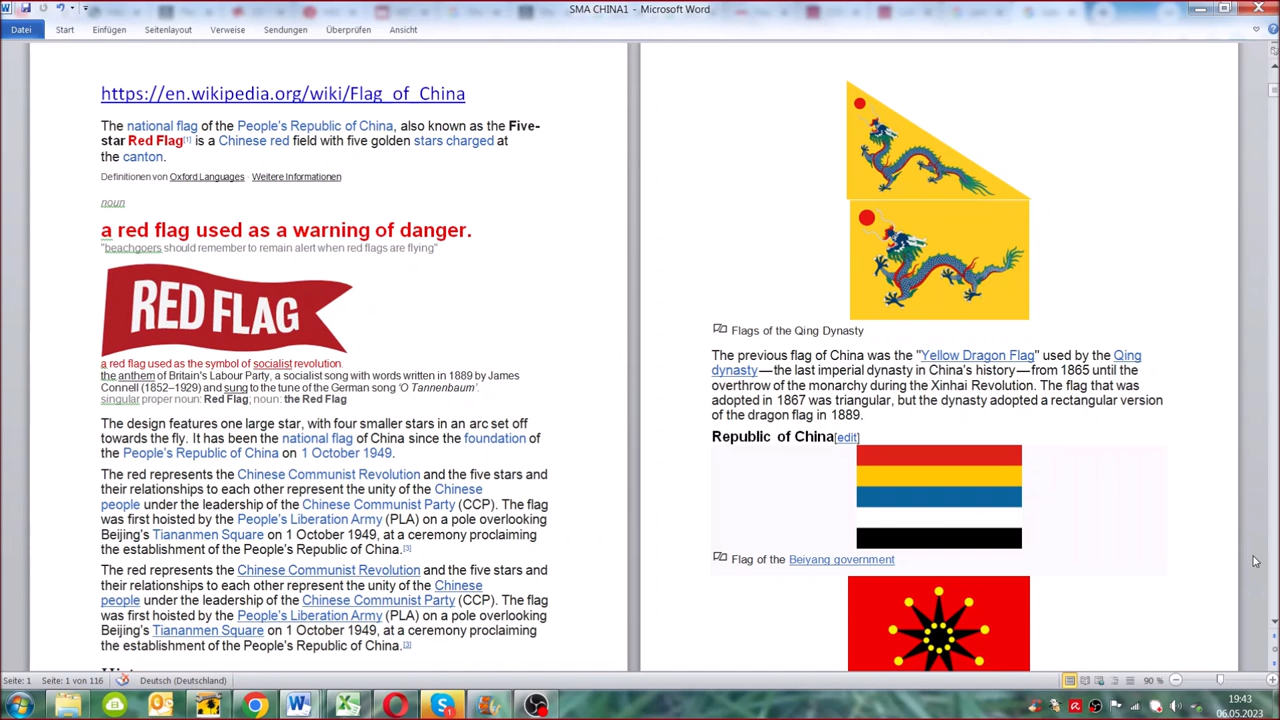 SMA CHINA1 - Microsoft Word
Datei Start Einfügen Seitenlayout Verweise Sendungen Überprüfen Ansicht
https://en.wikipedia.org/wiki/Flag_of_China
The national flag of the People's Republic of China, also known as the Five-
star Red Flag[1] is a Chinese red field with five golden stars charged at
the canton.
Definitionen von Oxford Languages · Weitere Informationen
noun
a red flag used as a warning of danger.
"beachgoers should remember to remain alert when red flags are flying"
RED FLAG
a red flag used as the symbol of socialist revolution.
the anthem of Britain's Labour Party, a socialist song with words written in 1889 by James
Connell (1852–1929) and sung to the tune of the German song 'O Tannenbaum'.
singular proper noun: Red Flag; noun: the Red Flag
The design features one large star, with four smaller stars in an arc set off
towards the fly. It has been the national flag of China since the foundation of
the People's Republic of China on 1 October 1949.
The red represents the Chinese Communist Revolution and the five stars and
their relationships to each other represent the unity of the Chinese
people under the leadership of the Chinese Communist Party (CCP). The flag
was first hoisted by the People's Liberation Army (PLA) on a pole overlooking
Beijing's Tiananmen Square on 1 October 1949, at a ceremony proclaiming
the establishment of the People's Republic of China.[3]
The red represents the Chinese Communist Revolution and the five stars and
their relationships to each other represent the unity of the Chinese
people under the leadership of the Chinese Communist Party (CCP). The flag
was first hoisted by the People's Liberation Army (PLA) on a pole overlooking
Beijing's Tiananmen Square on 1 October 1949, at a ceremony proclaiming
the establishment of the People's Republic of China.[3]
Flags of the Qing Dynasty
The previous flag of China was the "Yellow Dragon Flag" used by the Qing
dynasty—the last imperial dynasty in China's history—from 1865 until the
overthrow of the monarchy during the Xinhai Revolution. The flag that was
adopted in 1867 was triangular, but the dynasty adopted a rectangular version
of the dragon flag in 1889.
Republic of China[edit]
Flag of the Beiyang government
Seite: 1 Seite: 1 von 116 Deutsch (Deutschland) 90 %
19:43
06.05.2023